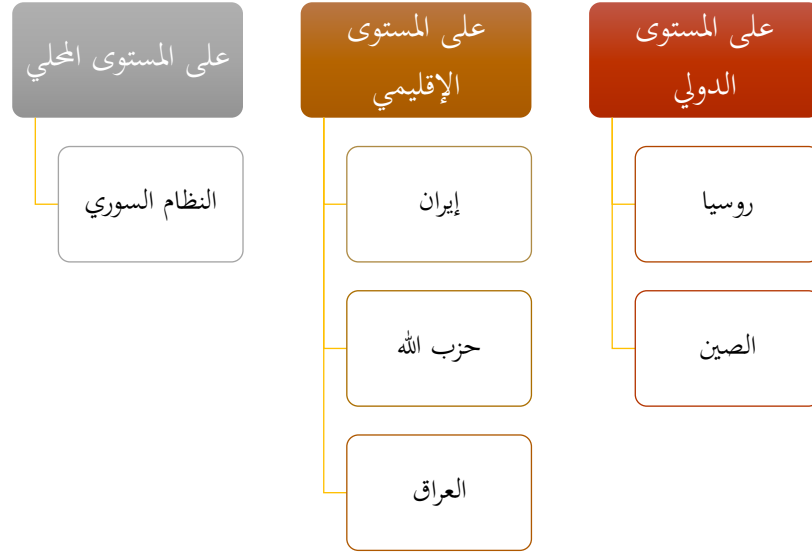 على المستوى
الدولي
روسيا
الصين
على المستوى
الإقليمي
إيران
حزب الله
العراق
على المستوى المحلي
النظام السوري